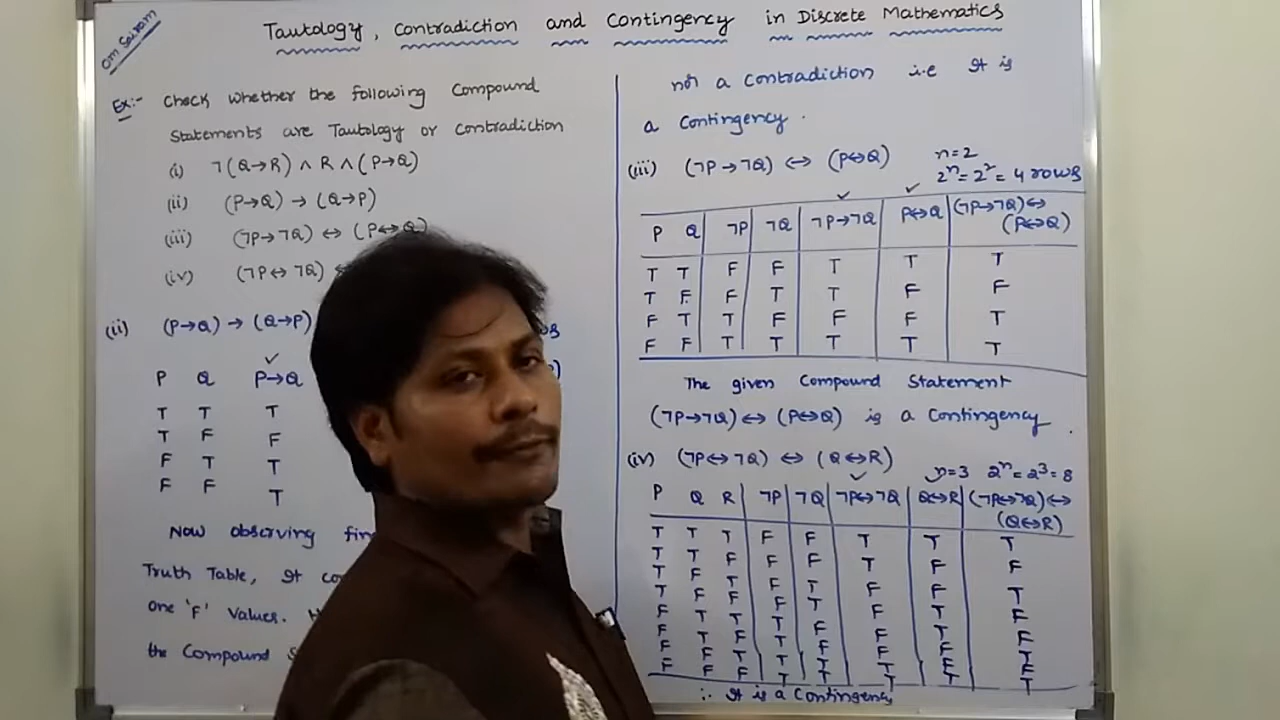 Om Sairam
Tautology, Contradiction and Contingency in Discrete Mathematics
Ex:- Check whether the following Compound
Statements are Tautology or Contradiction
(i) ¬(Q→R) ∧ R ∧ (P→Q)
(ii) (P→Q) → (Q→P)
(iii) (¬P→¬Q) ↔ (P↔Q)
(iv) (¬P↔¬Q)
(ii) (P→Q) → (Q→P)
✓
P Q P→Q
T T T
T F F
F T T
F F T
Now observing
Truth Table, It
One 'F' Values.
the Compound
not a Contradiction i.e It is
a Contingency.
(iii) (¬P→¬Q) ↔ (P↔Q) n=2
2ⁿ=2²= 4 rows
✓ ✓
P Q ¬P ¬Q ¬P→¬Q P↔Q (¬P→¬Q)↔
(P↔Q)
T T F F T T T
T F F T T F F
F T T F F F T
F F T T T T T
The given Compound Statement
(¬P→¬Q) ↔ (P↔Q) is a Contingency.
(iv) (¬P↔¬Q) ↔ (Q↔R) n=3 2ⁿ=2³=8
✓
P Q R ¬P ¬Q ¬P↔¬Q Q↔R (¬P↔¬Q)↔
(Q↔R)
T T T F F T T T
T T F F F T F F
T F T F T F F T
T F F F T F T F
F T T T F F T F
F T F T F F F T
F F T T T T F F
F F F T T T T T
∴ It is a Contingency